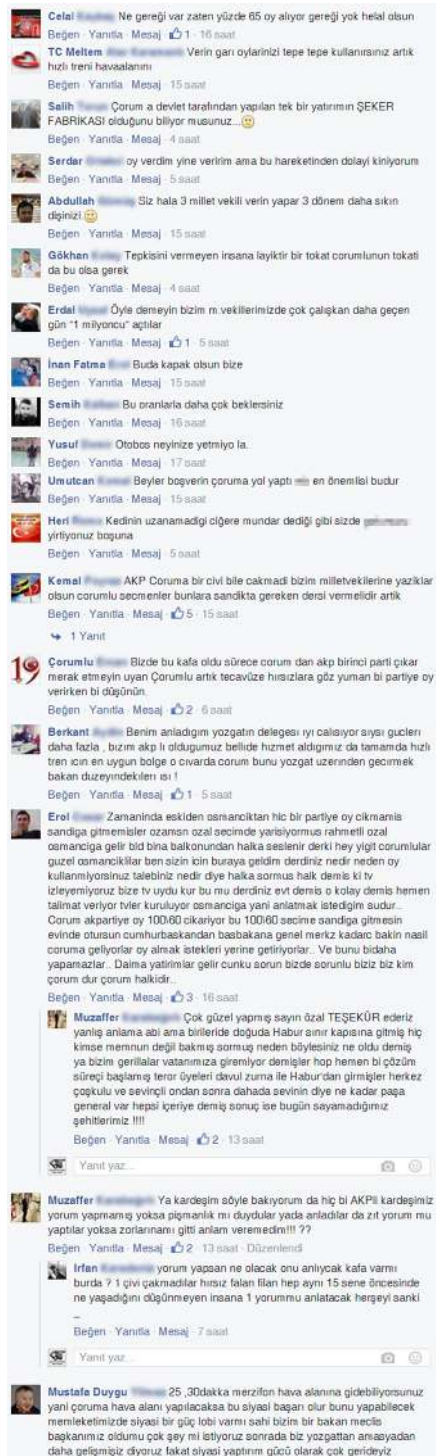 Celal Ne gereği var zaten yüzde 65 oy alıyor gereği yok helal olsun
Beğen · Yanıtla · Mesaj · 1 · 16 saat
TC Meltem Verin garı oylarinizi tepe tepe kullanırsınız artık
hızlı treni havaalanını
Beğen · Yanıtla · Mesaj · 15 saat
Salih Çorum a devlet tarafından yapılan tek bir yatırımın ŞEKER
FABRİKASI olduğunu biliyor musunuz...
Beğen · Yanıtla · Mesaj · 4 saat
Serdar oy verdim yine veririm ama bu hareketinden dolayi kiniyorum
Beğen · Yanıtla · Mesaj · 5 saat
Abdullah Siz hala 3 millet vekili verin yapar 3 dönem daha sıkın
dişinizi
Beğen · Yanıtla · Mesaj · 15 saat
Gökhan Tepkisini vermeyen insana layiktir bir tokat corumlunun tokati
da bu olsa gerek
Beğen · Yanıtla · Mesaj · 4 saat
Erdal Öyle demeyin bizim m.vekillerimizde çok çalışkan daha geçen
gün "1 milyoncu" açtılar
Beğen · Yanıtla · Mesaj · 1 · 5 saat
İnan Fatma Buda kapak olsun bize
Beğen · Yanıtla · Mesaj · 15 saat
Semih Bu oranlarla daha çok beklersiniz
Beğen · Yanıtla · Mesaj · 16 saat
Yusuf Otobos neyinize yetmiyo la.
Beğen · Yanıtla · Mesaj · 17 saat
Umutcan Beyler boşverin çoruma yol yaptı en önemlisi budur
Beğen · Yanıtla · Mesaj · 15 saat
Heri Kedinin uzanamadigi ciğere mundar dediği gibi sizde
yirtiyonuz boşuna
Beğen · Yanıtla · Mesaj · 5 saat
Kemal AKP Coruma bir civi bile cakmadi bizim milletvekilerine yaziklar
olsun corumlu secmenler bunlara sandikta gereken dersi vermelidir artik
Beğen · Yanıtla · Mesaj · 5 · 15 saat
1 Yanıt
19 Çorumlu Bizde bu kafa oldu sürece corum dan akp birinci parti çıkar
merak etmeyin uyan Çorumlu artık tecavüze hırsızlara göz yuman bi partiye oy
verirken bi düşünün.
Beğen · Yanıtla · Mesaj · 2 · 6 saat
Berkant Benim anladıgım yozgatın delegesı ıyı calısıyor sıysı guclerı
daha fazla , bızım akp lı oldugumuz bellıde hızmet aldıgımız da tamamda hızlı
tren ıcın en uygun bolge o cıvarda corum bunu yozgat uzerınden gecırmek
bakan duzeyındekılerı ısı !
Beğen · Yanıtla · Mesaj · 1 · 5 saat
Erol Zamaninda eskiden osmanciktan hic bir partiye oy cikmamis
sandiga gitmemisler ozamsn ozal secimde yarisiyormus rahmetli ozal
osmanciga gelir bld bina balkonundan halka seslenir derki hey yigit corumlular
guzel osmanciklilar ben sizin icin buraya geldim derdiniz nedir neden oy
kullanmiyorsinuz talebiniz nedir diye halka sormus halk demis ki tv
izleyemiyoruz bize tv uydu kur bu mu derdiniz evt demis o kolay demis hemen
talimat veriyor tvler kuruluyor osmanciga yani anlatmak istedigim sudur..
Corum akpartiye oy 100\60 cikariyor bu 100\60 secime sandiga gitmesin
evinde otursun cumhurbaskandan basbakana genel merkz kadarc bakin nasil
coruma geliyorlar oy almak istekleri yerine getiriyorlar.. Ve bunu bidaha
yapamazlar.. Daima yatirimlar gelir cunku sorun bizde sorunlu biziz biz kim
çorum dur çorum halkidir..
Beğen · Yanıtla · Mesaj · 3 · 16 saat
Muzaffer Çok güzel yapmış sayın özal TEŞEKÜR ederiz
yanlış anlama abi ama birileride doğuda Habur sınır kapısına gitmiş hiç
kimse memnun değil bakmış sormuş neden böylesiniz ne oldu demiş
ya bizim gerillalar vatanımıza giremiyor demişler hop hemen bi çözüm
süreçi başlamış teror üyeleri davul zurna ile Habur'dan girmişler herkez
çoşkulu ve sevinçli ondan sonra dahada sevinin diye ne kadar paşa
general var hepsi içeriye demiş sonuç ise bugün sayamadığımız
şehitlerimiz !!!!
Beğen · Yanıtla · Mesaj · 2 · 13 saat
Yanıt yaz...
Muzaffer Ya kardeşim söyle bakıyorum da hiç bi AKPli kardeşimiz
yorum yapmamış yoksa pişmanlık mı duydular yada anladılar da zıt yorum mu
yaptılar yoksa zorlarınamı gitti anlam veremedim!!! ??
Beğen · Yanıtla · Mesaj · 2 · 13 saat · Düzenlendi
İrfan yorum yapsan ne olacak onu anlıycak kafa varmı
burda ? 1 çivi çakmadılar hırsız falan filan hep aynı 15 sene öncesinde
ne yaşadığını düşünmeyen insana 1 yorummu anlatacak herşeyi sanki
_
Beğen · Yanıtla · Mesaj · 7 saat
Yanıt yaz...
Mustafa Duygu 25 ,30dakka merzifon hava alanına gidebiliyorsunuz
yani çoruma hava alanı yapılacaksa bu siyasi başarı olur bunu yapabilecek
memleketimizde siyasi bir güç lobi varmı sahi bizim bir bakan meclis
başkanımız oldumu çok şey mi istiyoruz sonrada biz yozgattan amasyadan
daha gelişmişiz diyoruz fakat siyasi yaptırım gücü olarak çok gerideyiz